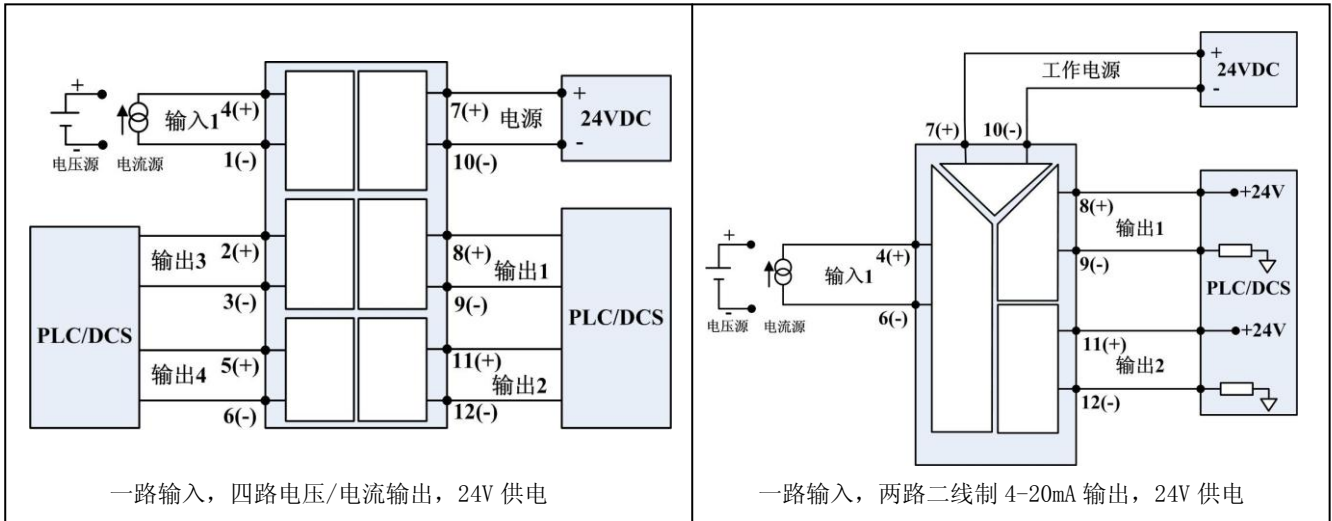 +
-
电压源
电流源
输入1
4(+)
1(-)
7(+)
电源
10(-)
+
24VDC
-
PLC/DCS
输出3
2(+)
3(-)
输出4
5(+)
6(-)
8(+)
输出1
9(-)
11(+)
输出2
12(-)
PLC/DCS
一路输入，四路电压/电流输出，24V 供电
工作电源
+
24VDC
-
7(+)
10(-)
+
-
电压源
电流源
4(+)
输入1
6(-)
8(+)
输出1
9(-)
11(+)
输出2
12(-)
+24V
PLC/DCS
+24V
一路输入，两路二线制 4-20mA 输出，24V 供电